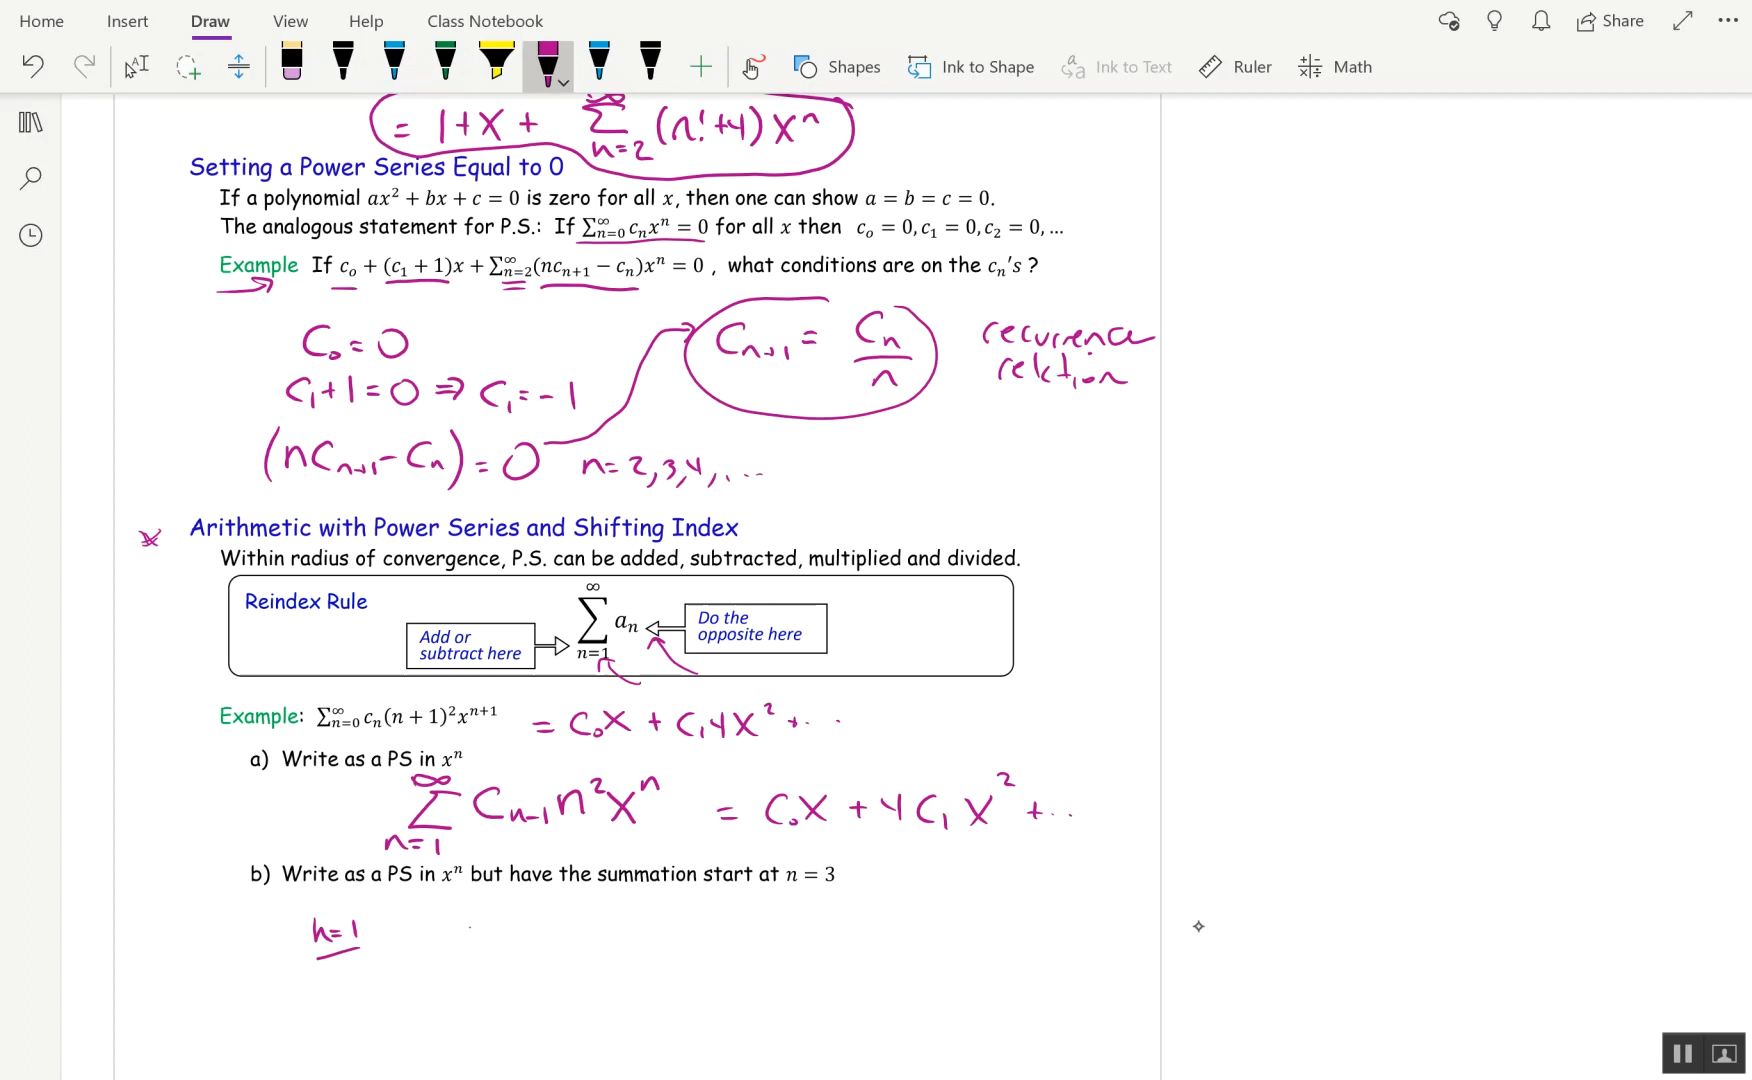 Home Insert Draw View Help Class Notebook Share
Shapes Ink to Shape Ink to Text Ruler Math
= 1+x + ∑_{n=2}^{∞} (n!+4) xⁿ
Setting a Power Series Equal to 0
If a polynomial ax² + bx + c = 0 is zero for all x, then one can show a = b = c = 0.
The analogous statement for P.S.: If ∑_{n=0}^{∞} cₙxⁿ = 0 for all x then cₒ = 0, c₁ = 0, c₂ = 0, ...
Example If cₒ + (c₁ + 1)x + ∑_{n=2}^{∞}(ncₙ₊₁ − cₙ)xⁿ = 0 , what conditions are on the cₙ's ?
C₀ = 0
Cₙ₊₁ = Cₙ/n recurrence relation
C₁+1=0 ⇒ C₁=-1
(nCₙ₊₁ - Cₙ) = 0 n=2,3,4,...
Arithmetic with Power Series and Shifting Index
Within radius of convergence, P.S. can be added, subtracted, multiplied and divided.
Reindex Rule
Add or subtract here
∑_{n=1}^{∞} aₙ
Do the opposite here
Example: ∑_{n=0}^{∞} cₙ(n + 1)²xⁿ⁺¹ = C₀X + C₁4X² + ...
a) Write as a PS in xⁿ
∑_{n=1}^{∞} Cₙ₋₁n²Xⁿ = C₀X + 4C₁X² + ...
b) Write as a PS in xⁿ but have the summation start at n = 3
n=1